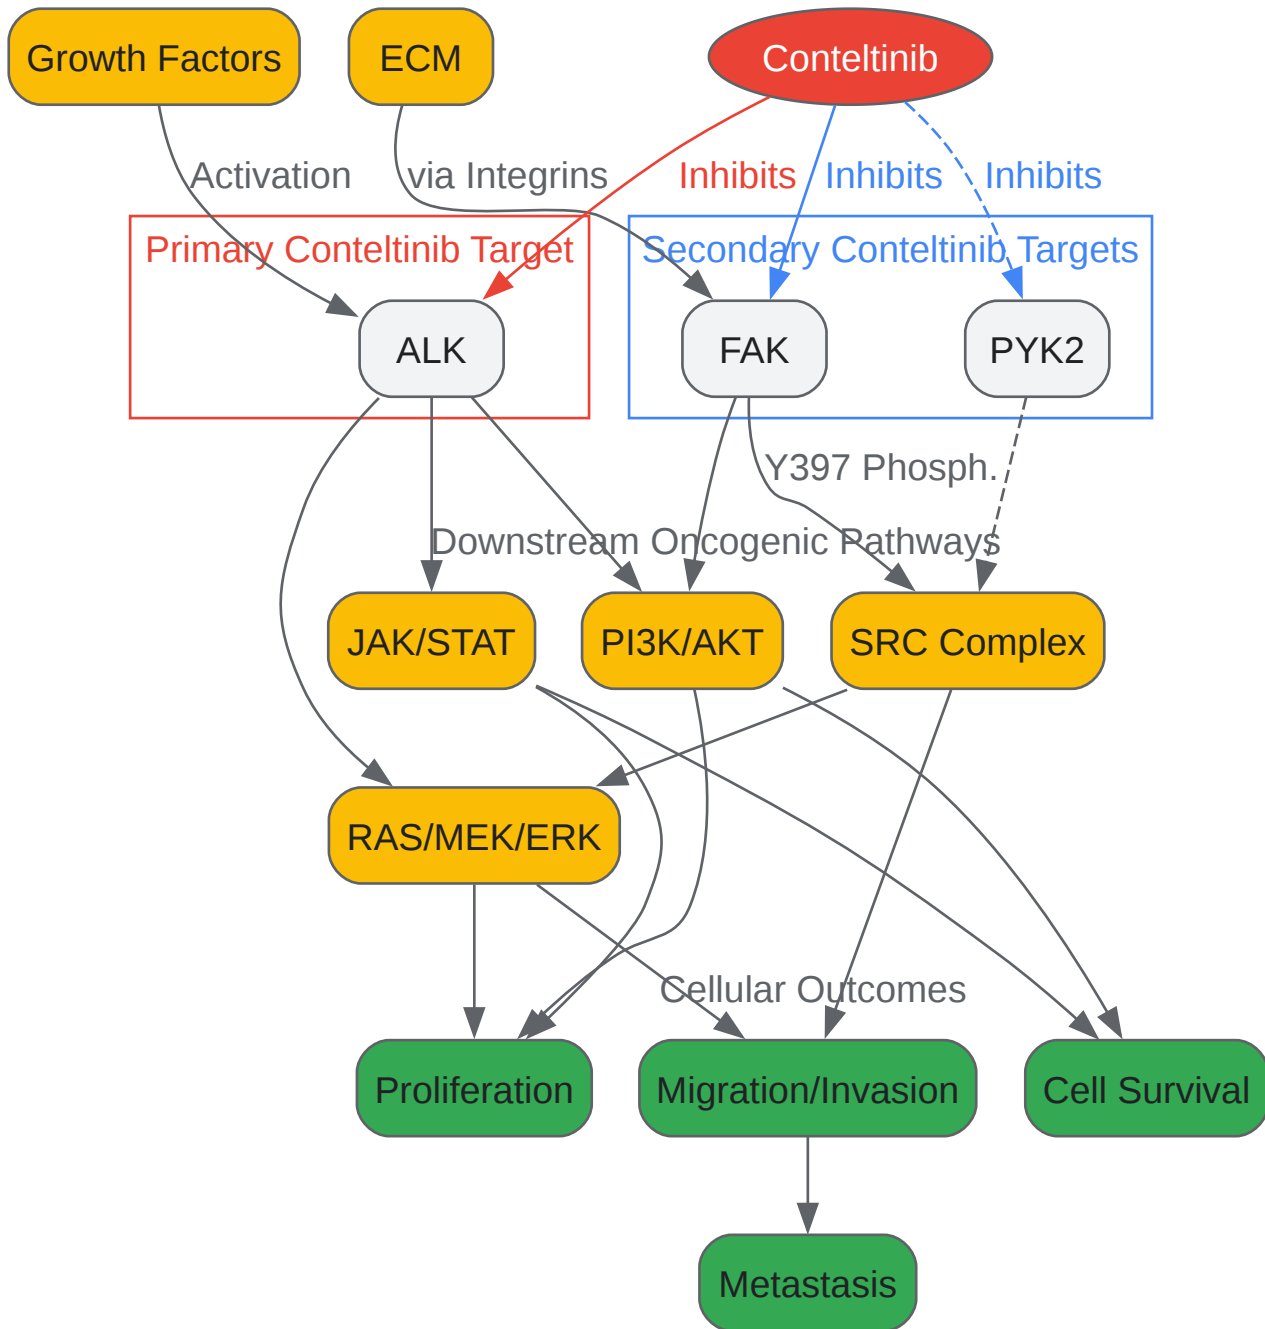 Growth Factors
ECM
Conteltinib
Activation
via Integrins
Inhibits
Inhibits
Inhibits
Primary Conteltinib Target
Secondary Conteltinib Targets
ALK
FAK
PYK2
Y397 Phosph.
Downstream Oncogenic Pathways
JAK/STAT
PI3K/AKT
SRC Complex
RAS/MEK/ERK
Cellular Outcomes
Proliferation
Migration/Invasion
Cell Survival
Metastasis